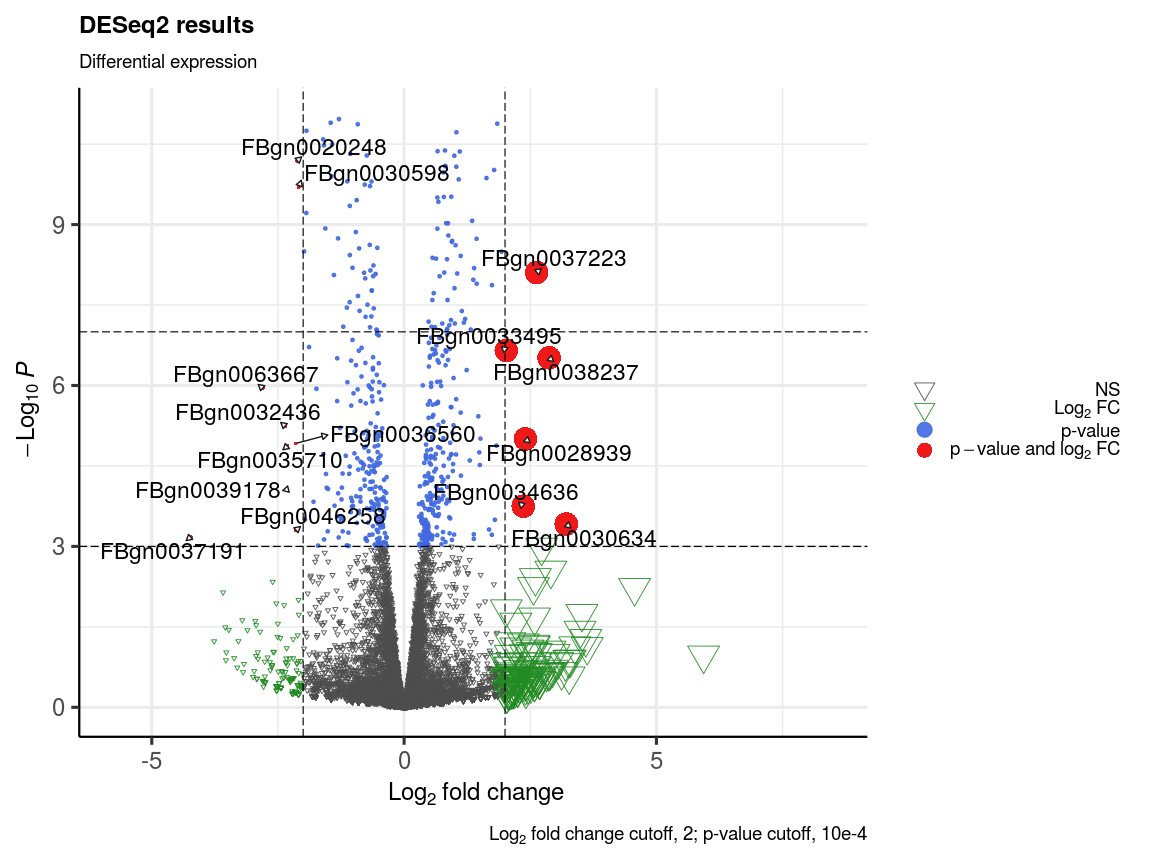 DESeq2 results
Differential expression
FBgn0020248
FBgn0030598
9
FBgn0037223
FBgn0033495
FBgn0038237
6
FBgn0063667
FBgn0032436
FBgn0036560
FBgn0035710
FBgn0028939
FBgn0039178
FBgn0034636
FBgn0046258
FBgn0030634
3
FBgn0037191
0
−Log10 P
-5 0 5
Log2 fold change
NS
Log2 FC
p-value
p − value and log2 FC
Log2 fold change cutoff, 2; p-value cutoff, 10e-4